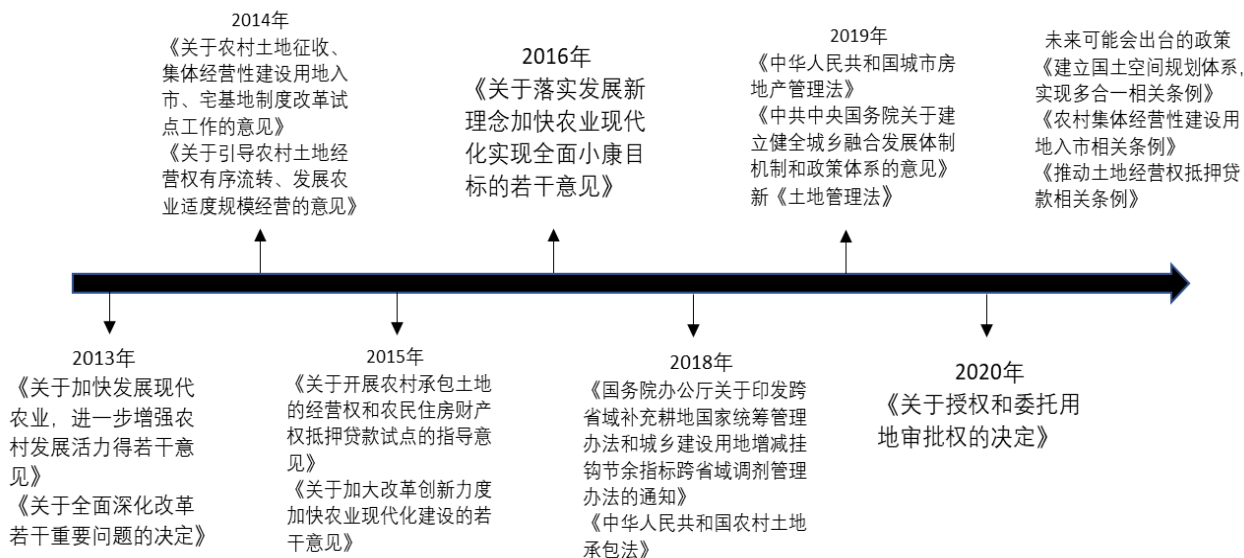 2014年
《关于农村土地征收、
集体经营性建设用地入
市、宅基地制度改革试
点工作的意见》
《关于引导农村土地经
营权有序流转、发展农
业适度规模经营的意见》
2016年
《关于落实发展新
理念加快农业现代
化实现全面小康目
标的若干意见》
2019年
《中华人民共和国城市房
地产管理法》
《中共中央国务院关于建
立健全城乡融合发展体制
机制和政策体系的意见》
新《土地管理法》
未来可能会出台的政策
《建立国土空间规划体系，
实现多合一相关条例》
《农村集体经营性建设用
地入市相关条例》
《推动土地经营权抵押贷
款相关条例》
2013年
《关于加快发展现代
农业，进一步增强农
村发展活力得若干意
见》
《关于全面深化改革
若干重要问题的决定》
2015年
《关于开展农村承包土地
的经营权和农民住房财产
权抵押贷款试点的指导意
见》
《关于加大改革创新力度
加快农业现代化建设的若
干意见》
2018年
《国务院办公厅关于印发跨
省域补充耕地国家统筹管理
办法和城乡建设用地增减挂
钩节余指标跨省域调剂管理
办法的通知》
《中华人民共和国农村土地
承包法》
2020年
《关于授权和委托用
地审批权的决定》